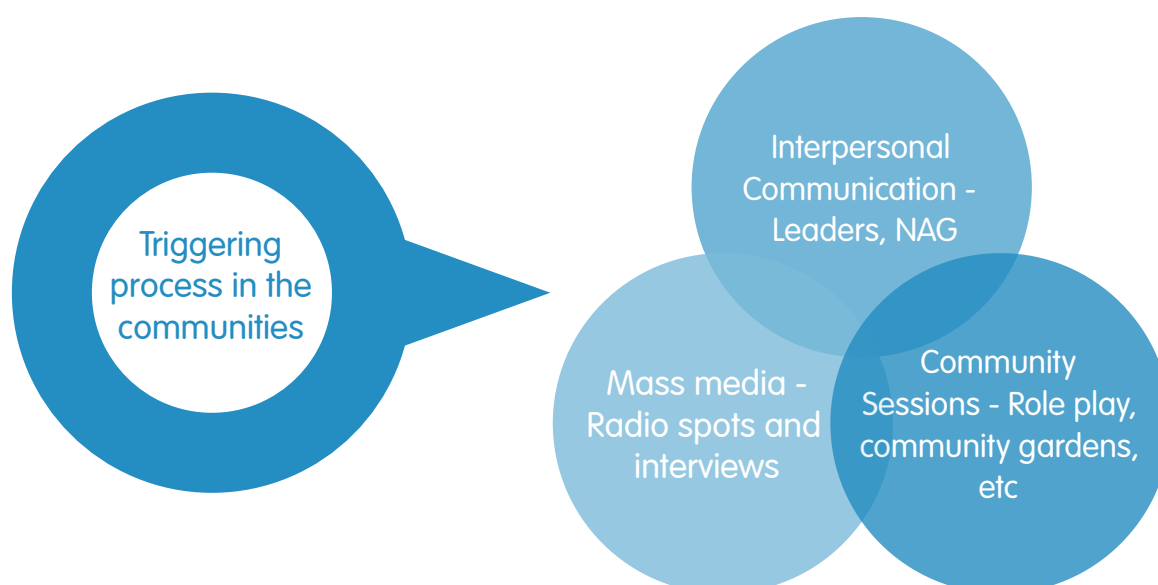 Triggering
process in the
communities
Interpersonal
Communication -
Leaders, NAG
Mass media -
Radio spots and
interviews
Community
Sessions - Role play,
community gardens,
etc